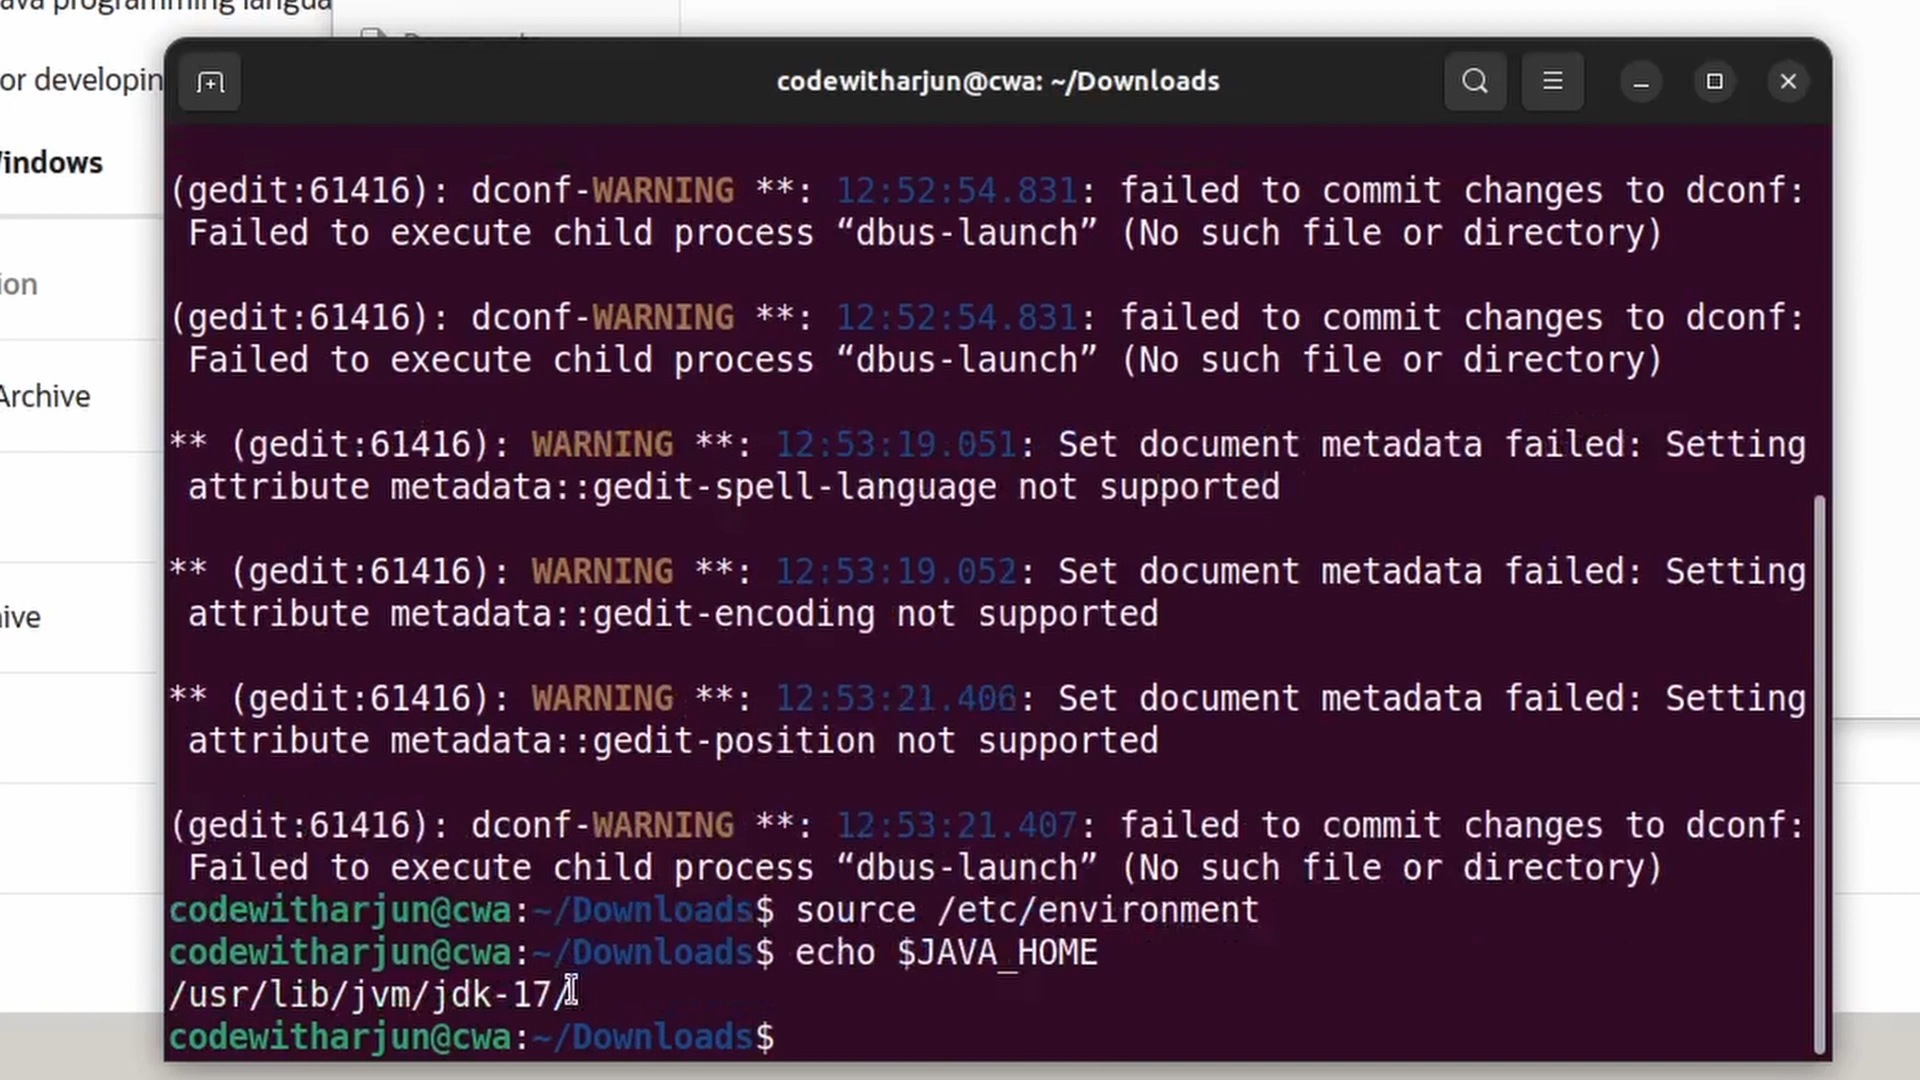 ava programming langua
or developin
Windows
ion
Archive
ive
codewitharjun@cwa: ~/Downloads
(gedit:61416): dconf-WARNING **: 12:52:54.831: failed to commit changes to dconf:
Failed to execute child process “dbus-launch” (No such file or directory)
(gedit:61416): dconf-WARNING **: 12:52:54.831: failed to commit changes to dconf:
Failed to execute child process “dbus-launch” (No such file or directory)
** (gedit:61416): WARNING **: 12:53:19.051: Set document metadata failed: Setting
attribute metadata::gedit-spell-language not supported
** (gedit:61416): WARNING **: 12:53:19.052: Set document metadata failed: Setting
attribute metadata::gedit-encoding not supported
** (gedit:61416): WARNING **: 12:53:21.406: Set document metadata failed: Setting
attribute metadata::gedit-position not supported
(gedit:61416): dconf-WARNING **: 12:53:21.407: failed to commit changes to dconf:
Failed to execute child process “dbus-launch” (No such file or directory)
codewitharjun@cwa:~/Downloads$ source /etc/environment
codewitharjun@cwa:~/Downloads$ echo $JAVA_HOME
/usr/lib/jvm/jdk-17/
codewitharjun@cwa:~/Downloads$